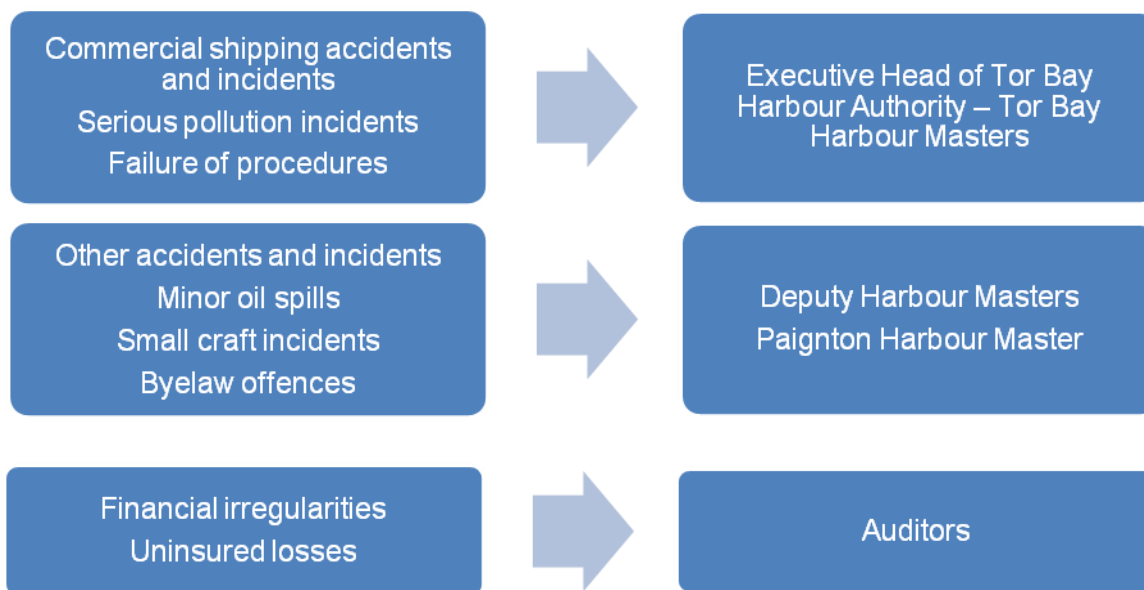 Commercial shipping accidents
and incidents
Serious pollution incidents
Failure of procedures
Executive Head of Tor Bay
Harbour Authority – Tor Bay
Harbour Masters
Other accidents and incidents
Minor oil spills
Small craft incidents
Byelaw offences
Deputy Harbour Masters
Paignton Harbour Master
Financial irregularities
Uninsured losses
Auditors